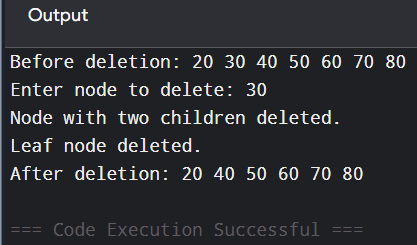 Output
Before deletion: 20 30 40 50 60 70 80
Enter node to delete: 30
Node with two children deleted.
Leaf node deleted.
After deletion: 20 40 50 60 70 80
=== Code Execution Successful ===